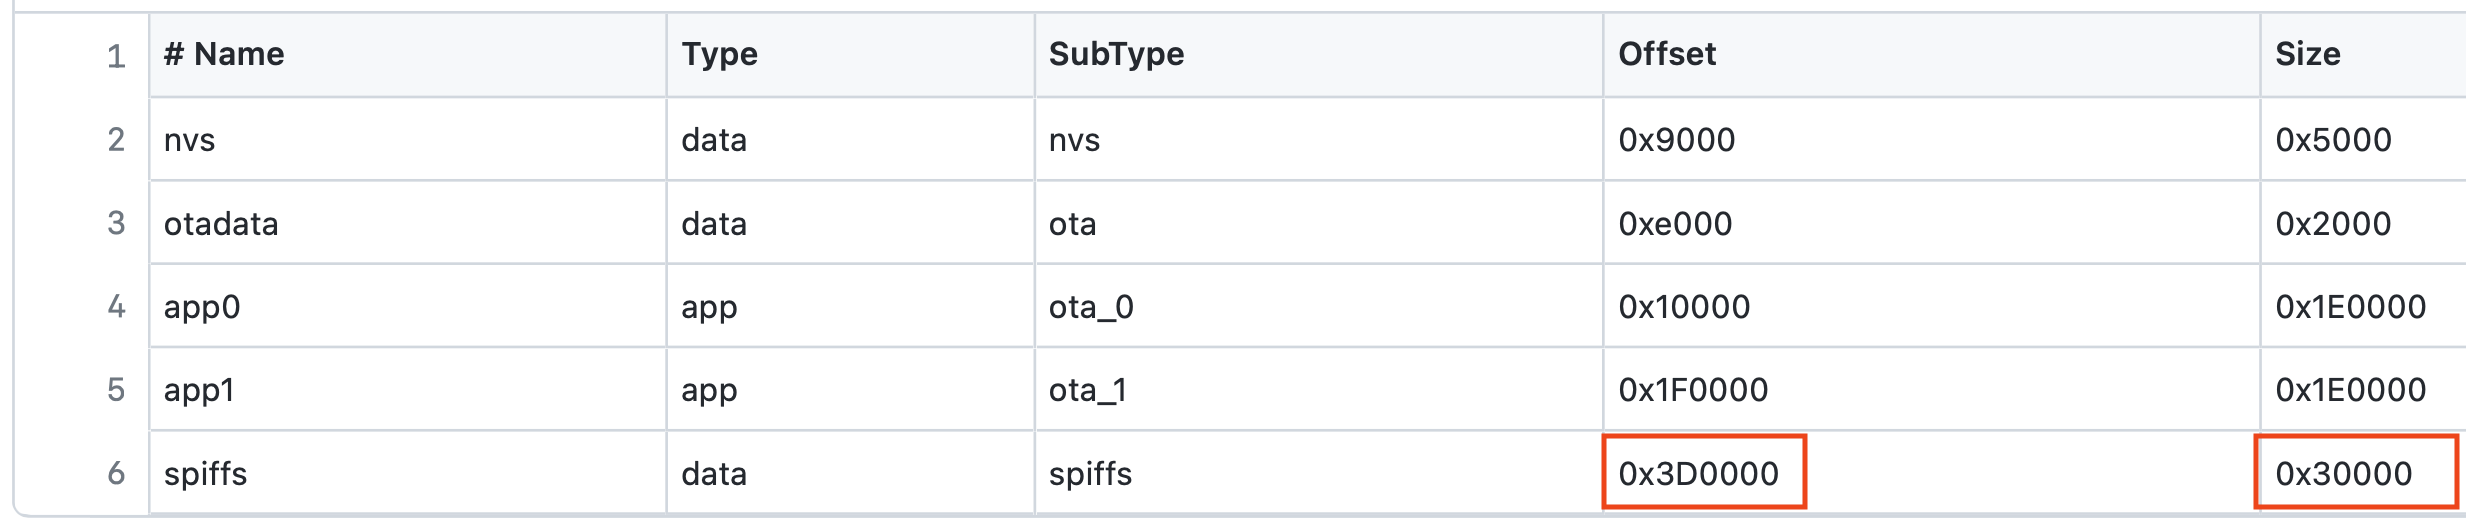 1 # Name Type SubType Offset Size
2 nvs data nvs 0x9000 0x5000
3 otadata data ota 0xe000 0x2000
4 app0 app ota_0 0x10000 0x1E0000
5 app1 app ota_1 0x1F0000 0x1E0000
6 spiffs data spiffs 0x3D0000 0x30000